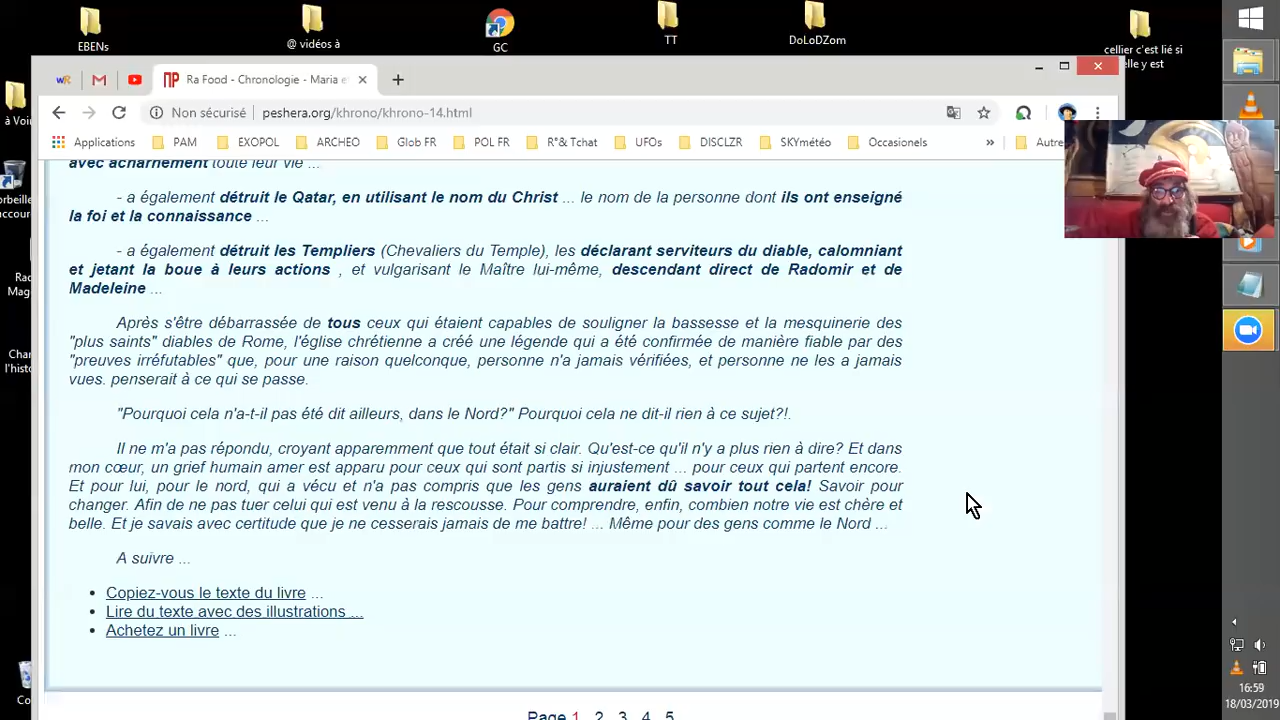 EBENs
@ vidéos à
GC
TT
DoLoDZom
cellier c'est lié si
elle y est
Ra Food - Chronologie - Maria e
Non sécurisé
peshera.org/khrono/khrono-14.html
Applications
PAM
EXOPOL
ARCHEO
Glob FR
POL FR
R°& Tchat
UFOs
DISCLZR
SKYmétéo
Occasionels
»
Autre
avec acharnement toute leur vie ...
- a également détruit le Qatar, en utilisant le nom du Christ ... le nom de la personne dont ils ont enseigné
la foi et la connaissance ...
- a également détruit les Templiers (Chevaliers du Temple), les déclarant serviteurs du diable, calomniant
et jetant la boue à leurs actions , et vulgarisant le Maître lui-même, descendant direct de Radomir et de
Madeleine ...
Après s'être débarrassée de tous ceux qui étaient capables de souligner la bassesse et la mesquinerie des
"plus saints" diables de Rome, l'église chrétienne a créé une légende qui a été confirmée de manière fiable par des
"preuves irréfutables" que, pour une raison quelconque, personne n'a jamais vérifiées, et personne ne les a jamais
vues. penserait à ce qui se passe.
"Pourquoi cela n'a-t-il pas été dit ailleurs, dans le Nord?" Pourquoi cela ne dit-il rien à ce sujet?!.
Il ne m'a pas répondu, croyant apparemment que tout était si clair. Qu'est-ce qu'il n'y a plus rien à dire? Et dans
mon cœur, un grief humain amer est apparu pour ceux qui sont partis si injustement ... pour ceux qui partent encore.
Et pour lui, pour le nord, qui a vécu et n'a pas compris que les gens auraient dû savoir tout cela! Savoir pour
changer. Afin de ne pas tuer celui qui est venu à la rescousse. Pour comprendre, enfin, combien notre vie est chère et
belle. Et je savais avec certitude que je ne cesserais jamais de me battre! ... Même pour des gens comme le Nord ...
A suivre ...
• Copiez-vous le texte du livre ...
• Lire du texte avec des illustrations ...
• Achetez un livre ...
Page 1 2 3 4 5
à Voi
orbeille
accour
Rac
Mag
Chan
l'histo
Co
16:59
18/03/2019